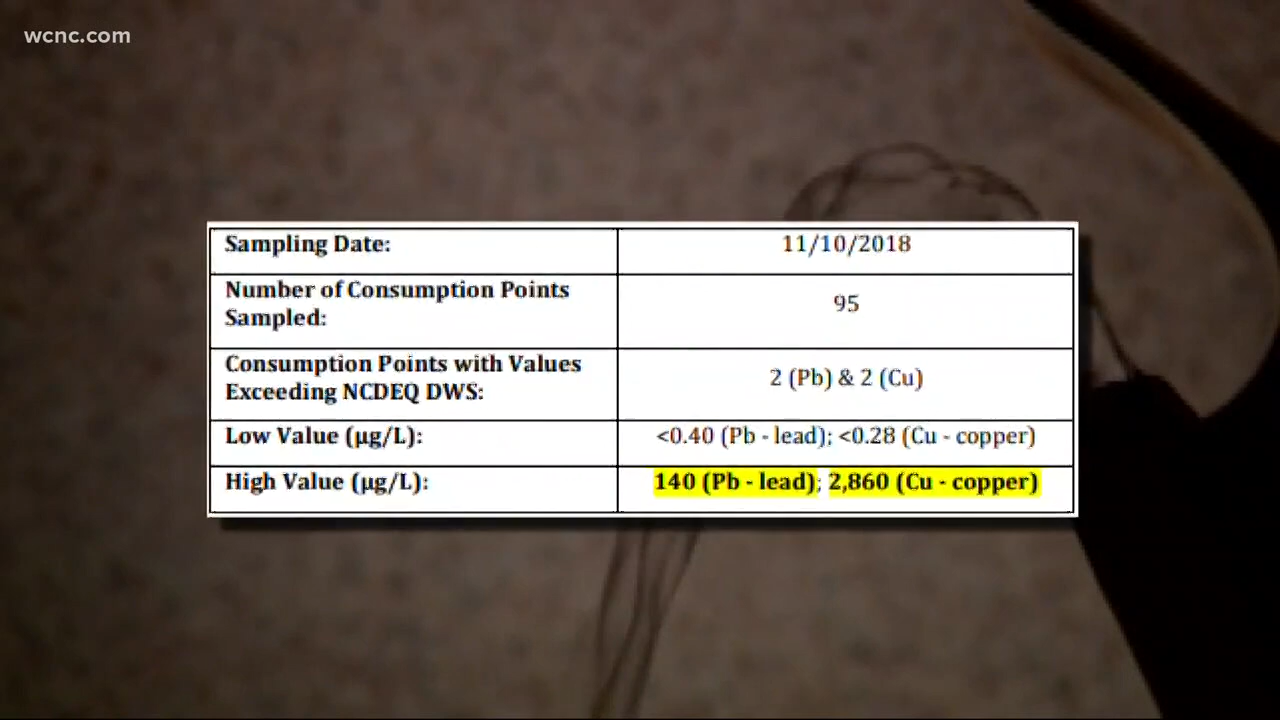 wcnc.com
Sampling Date:
11/10/2018
Number of Consumption Points
Sampled:
95
Consumption Points with Values
Exceeding NCDEQ DWS:
2 (Pb) & 2 (Cu)
Low Value (µg/L):
<0.40 (Pb - lead); <0.28 (Cu - copper)
High Value (µg/L):
140 (Pb - lead); 2,860 (Cu - copper)